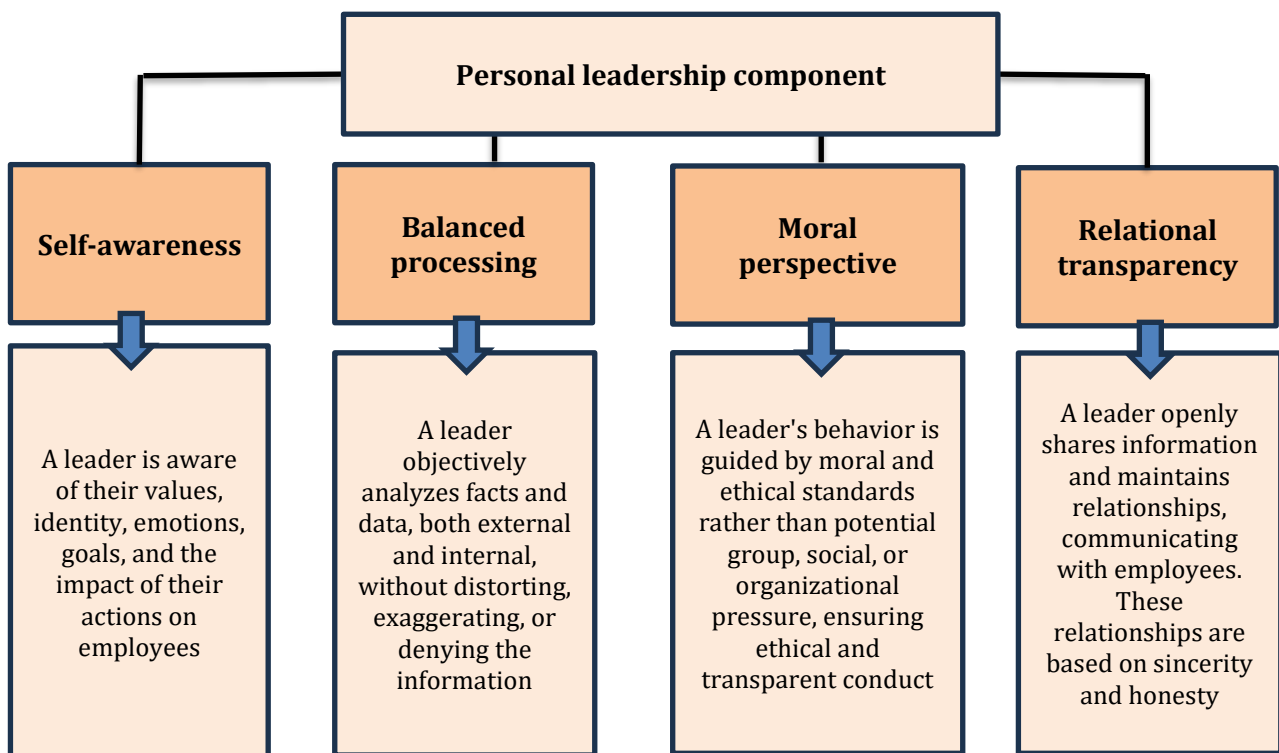 Personal leadership component
Self-awareness
Balanced
processing
Moral
perspective
Relational
transparency
A leader is aware
of their values,
identity, emotions,
goals, and the
impact of their
actions on
employees
A leader
objectively
analyzes facts and
data, both external
and internal,
without distorting,
exaggerating, or
denying the
information
A leader's behavior is
guided by moral and
ethical standards
rather than potential
group, social, or
organizational
pressure, ensuring
ethical and
transparent conduct
A leader openly
shares information
and maintains
relationships,
communicating
with employees.
These
relationships are
based on sincerity
and honesty